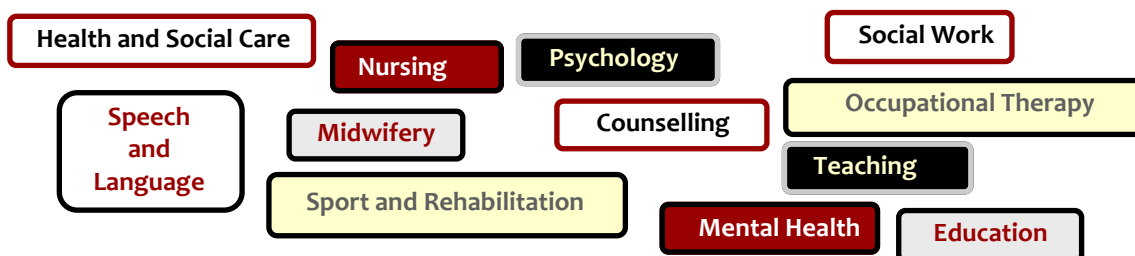 Health and Social Care
Nursing
Psychology
Social Work
Speech
and
Language
Midwifery
Counselling
Occupational Therapy
Teaching
Sport and Rehabilitation
Mental Health
Education